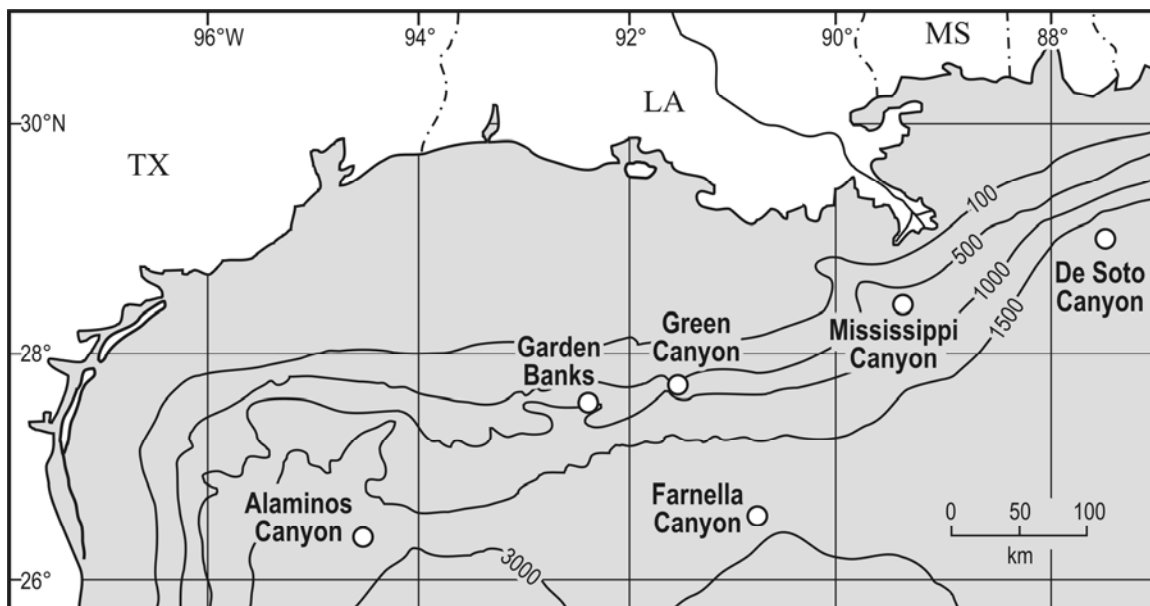 96°W
94°
92°
90°
88°
MS
LA
30°N
TX
100
500
1000
1500
De Soto
Canyon
Green
Canyon
Mississippi
Canyon
Garden
Banks
28°
Alaminos
Canyon
Farnella
Canyon
0 50 100
km
3000
26°